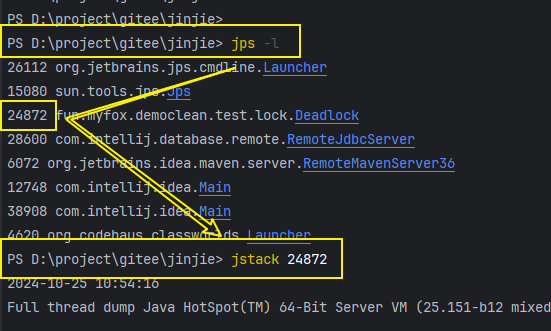 PS D:\project\gitee\jinjie>
PS D:\project\gitee\jinjie> jps -l
26112 org.jetbrains.jps.cmdline.Launcher
15080 sun.tools.jps.Jps
24872 fun.myfox.democlean.test.lock.Deadlock
28600 com.intellij.database.remote.RemoteJdbcServer
6072 org.jetbrains.idea.maven.server.RemoteMavenServer36
12748 com.intellij.idea.Main
38908 com.intellij.idea.Main
4620 org.codehaus.classworlds.Launcher
PS D:\project\gitee\jinjie> jstack 24872
2024-10-25 10:54:16
Full thread dump Java HotSpot(TM) 64-Bit Server VM (25.151-b12 mixed